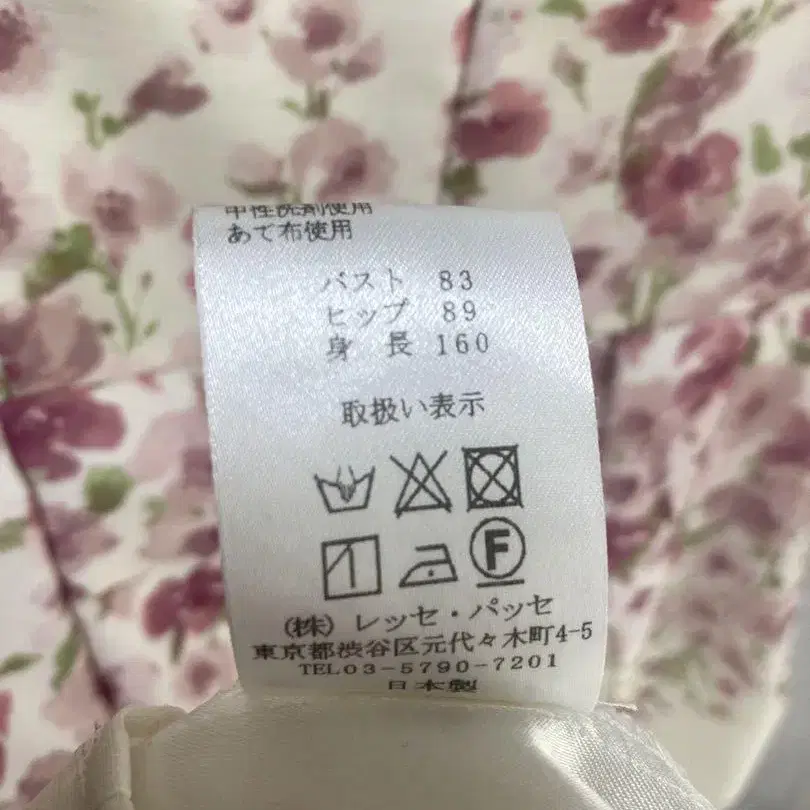 中性洗剤使用
あて布使用
バスト 83
ヒップ 89
身 長 160
取扱い表示
F
(株) レッセ・パッセ
東京都渋谷区元代々木町4-5
TEL03-5790-7201
日本製